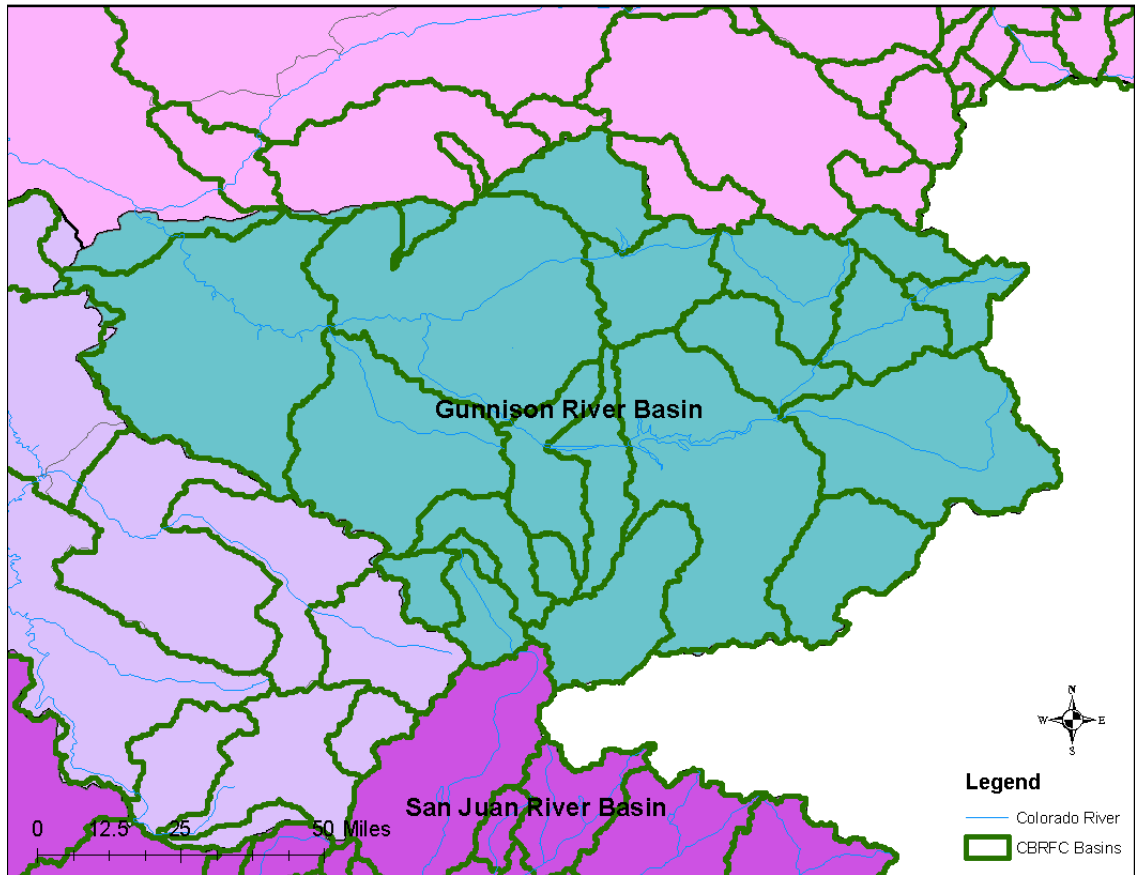 Gunnison River Basin
N
W E
S
Legend
San Juan River Basin
Colorado River
0 12.5 25 50 Miles
CBRFC Basins